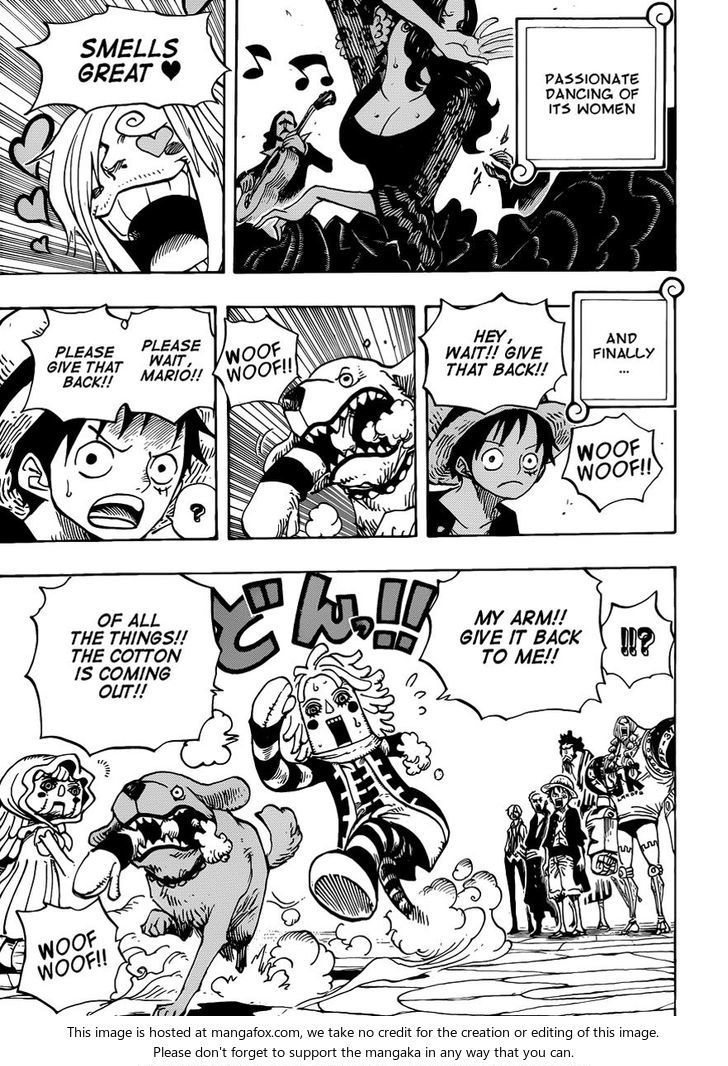 PASSIONATE
DANCING OF
ITS WOMEN
SMELLS
GREAT ♥
AND
FINALLY
...
HEY,
WAIT!! GIVE
THAT BACK!!
WOOF
WOOF!!
WOOF
WOOF!!
PLEASE
WAIT,
MARIÓ!!
PLEASE
GIVE THAT
BACK!!
?
!!?
MY ARM!!
GIVE IT BACK
TO ME!!
どんっ!!
OF ALL
THE THINGS!!
THE COTTON
IS COMING
OUT!!
WOOF
WOOF!!
This image is hosted at mangafox.com, we take no credit for the creation or editing of this image.
Please don't forget to support the mangaka in any way that you can.